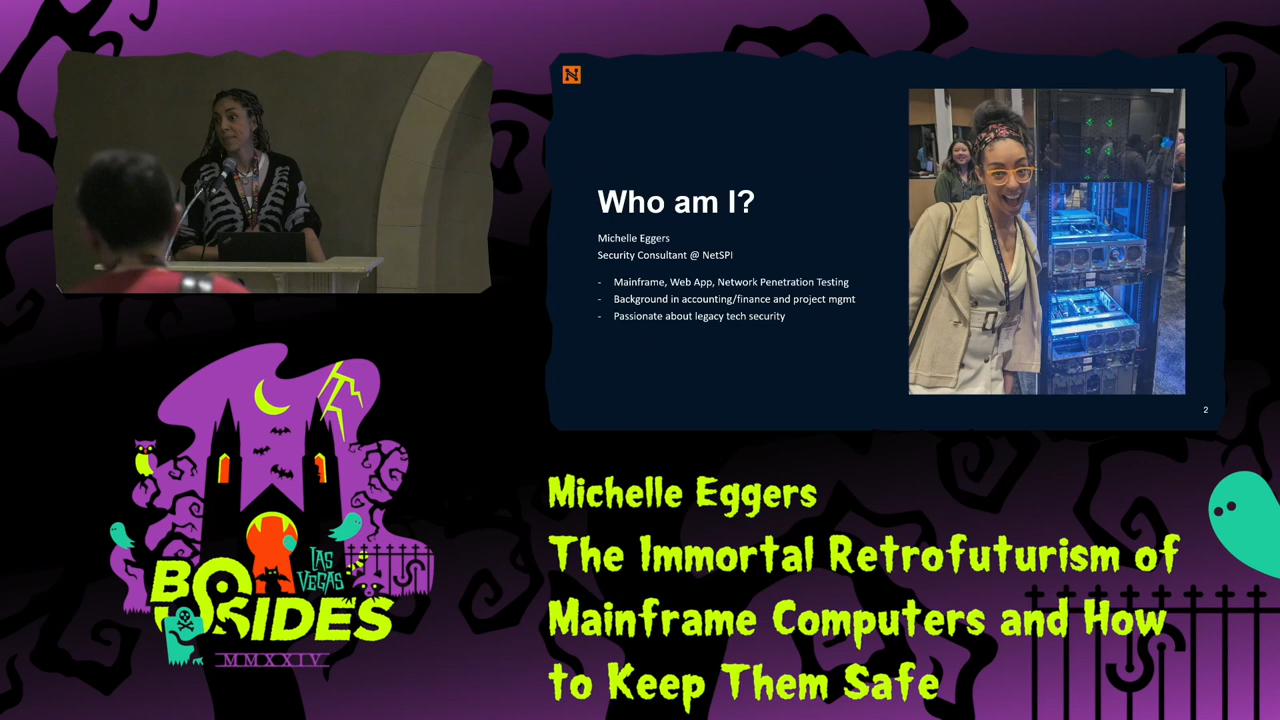 N
Who am I?
Michelle Eggers
Security Consultant @ NetSPI
- Mainframe, Web App, Network Penetration Testing
- Background in accounting/finance and project mgmt
- Passionate about legacy tech security
2
BSIDES
LAS
VEGAS
MMXXIV
Michelle Eggers
The Immortal Retrofuturism of
Mainframe Computers and How
to Keep Them Safe